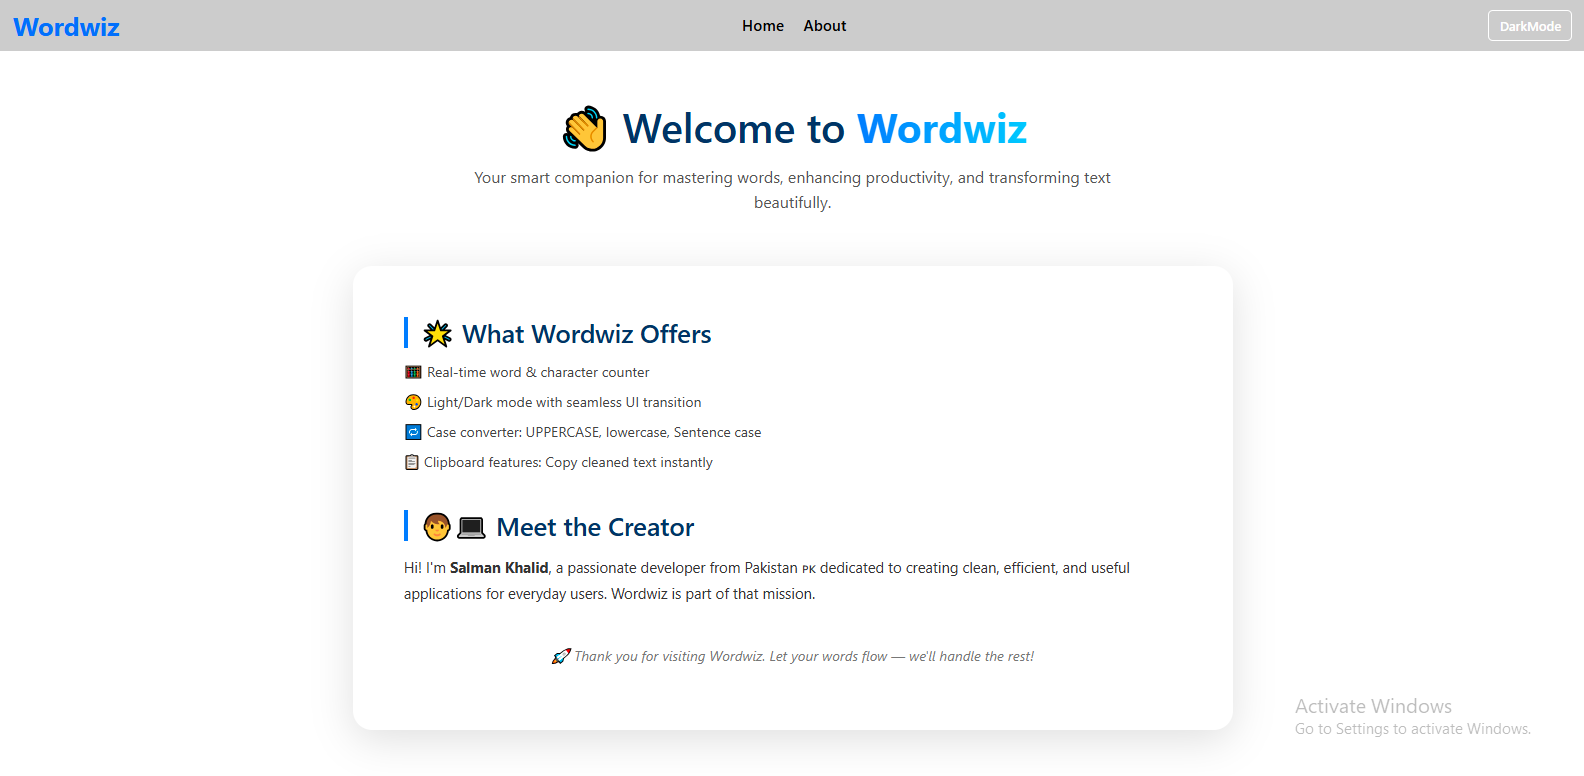 Wordwiz
Home About
DarkMode
👋 Welcome to Wordwiz
Your smart companion for mastering words, enhancing productivity, and transforming text
beautifully.
🌟 What Wordwiz Offers
🧮 Real-time word & character counter
🎨 Light/Dark mode with seamless UI transition
🔁 Case converter: UPPERCASE, lowercase, Sentence case
📋 Clipboard features: Copy cleaned text instantly
🧑💻 Meet the Creator
Hi! I'm Salman Khalid, a passionate developer from Pakistan PK dedicated to creating clean, efficient, and useful
applications for everyday users. Wordwiz is part of that mission.
🚀 Thank you for visiting Wordwiz. Let your words flow — we'll handle the rest!
Activate Windows
Go to Settings to activate Windows.